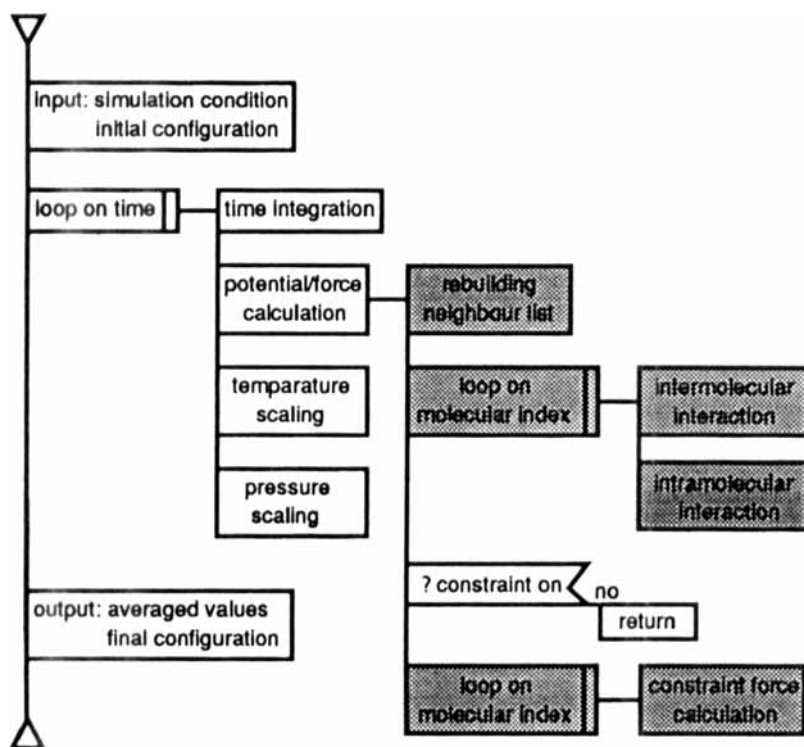 input: simulation condition
initial configuration
loop on time
time integration
potential/force
calculation
rebuilding
neighbour list
temparature
scaling
loop on
molecular index
intermolecular
interaction
pressure
scaling
intramolecular
interaction
? constraint on
no
return
output: averaged values
final configuration
loop on
molecular index
constraint force
calculation